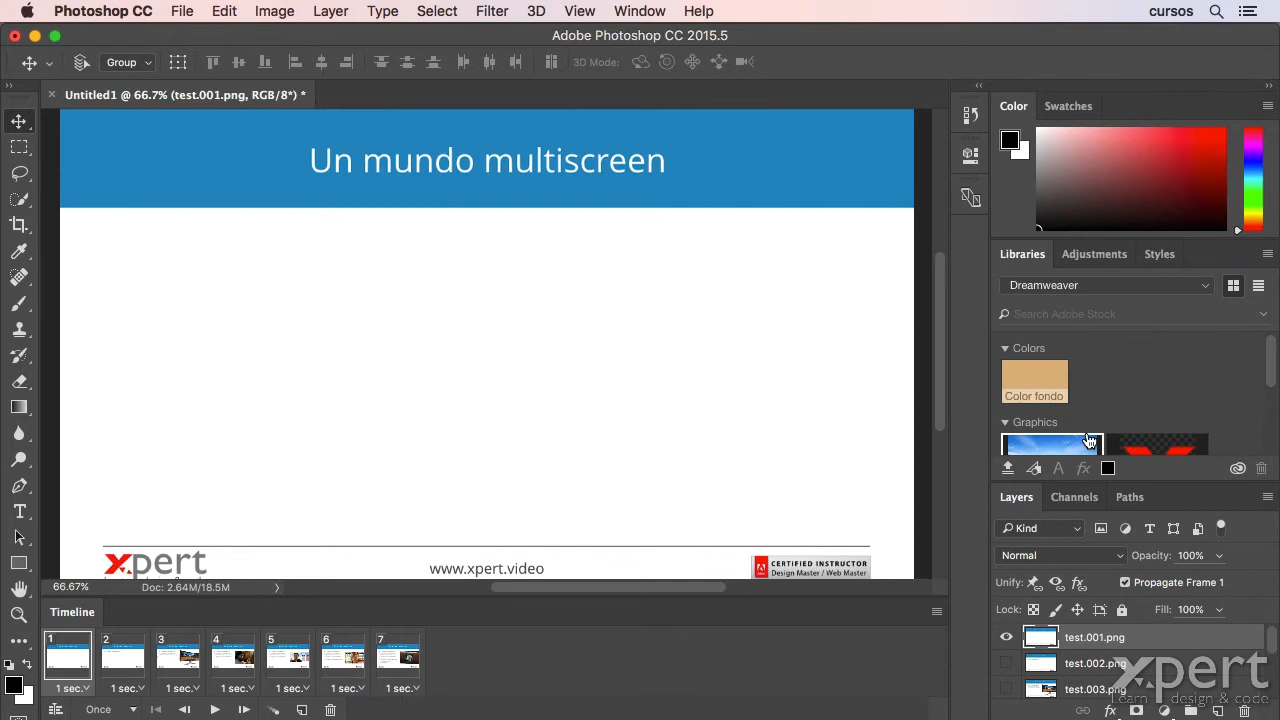 Photoshop CC File Edit Image Layer Type Select Filter 3D View Window Help cursos
Adobe Photoshop CC 2015.5
Group 3D Mode:
Untitled1 @ 66.7% (test.001.png, RGB/8*) *
Color Swatches
Un mundo multiscreen
Libraries Adjustments Styles
Dreamweaver
Search Adobe Stock
Colors
Color fondo
Graphics
Layers Channels Paths
Kind
Normal Opacity: 100%
Unify: Propagate Frame 1
Lock: Fill: 100%
test.001.png
test.002.png
test.003.png
xpert
www.xpert.video
CERTIFIED INSTRUCTOR
Design Master / Web Master
66.67% Doc: 2.64M/18.5M
Timeline
1 2 3 4 5 6 7
1 sec. 1 sec. 1 sec. 1 sec. 1 sec. 1 sec. 1 sec.
Once
xpert
Learn design & code